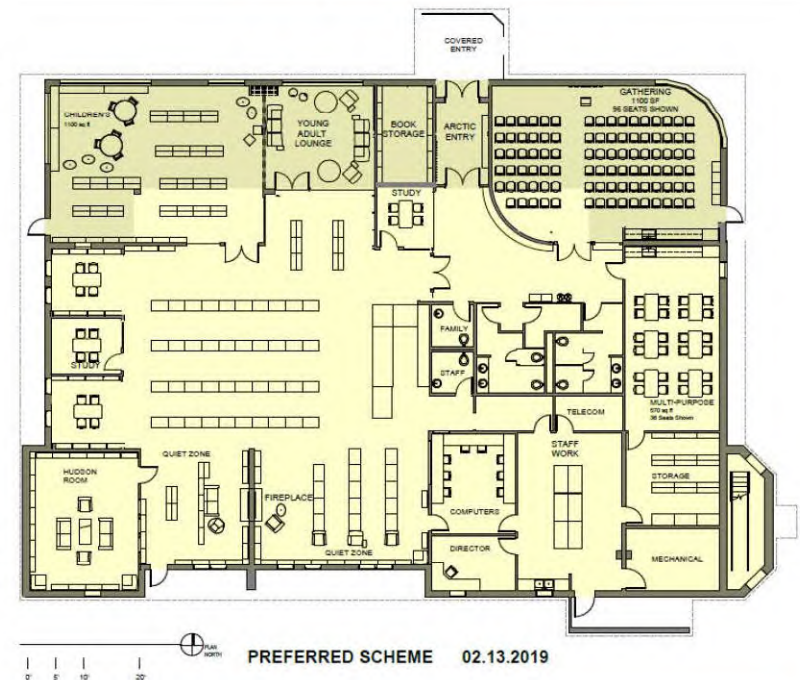 COVERED
ENTRY
CHILDREN'S
1100 sq ft
YOUNG
ADULT
LOUNGE
BOOK
STORAGE
ARCTIC
ENTRY
GATHERING
1100 SF
96 SEATS SHOWN
STUDY
STUDY
FAMILY
STAFF
MULTI-PURPOSE
570 sq ft
36 Seats Shown
TELECOM
STAFF
WORK
QUIET ZONE
HUDSON
ROOM
FIREPLACE
QUIET ZONE
COMPUTERS
DIRECTOR
STORAGE
MECHANICAL
PLAN
NORTH
0' 5' 10' 20'
PREFERRED SCHEME 02.13.2019